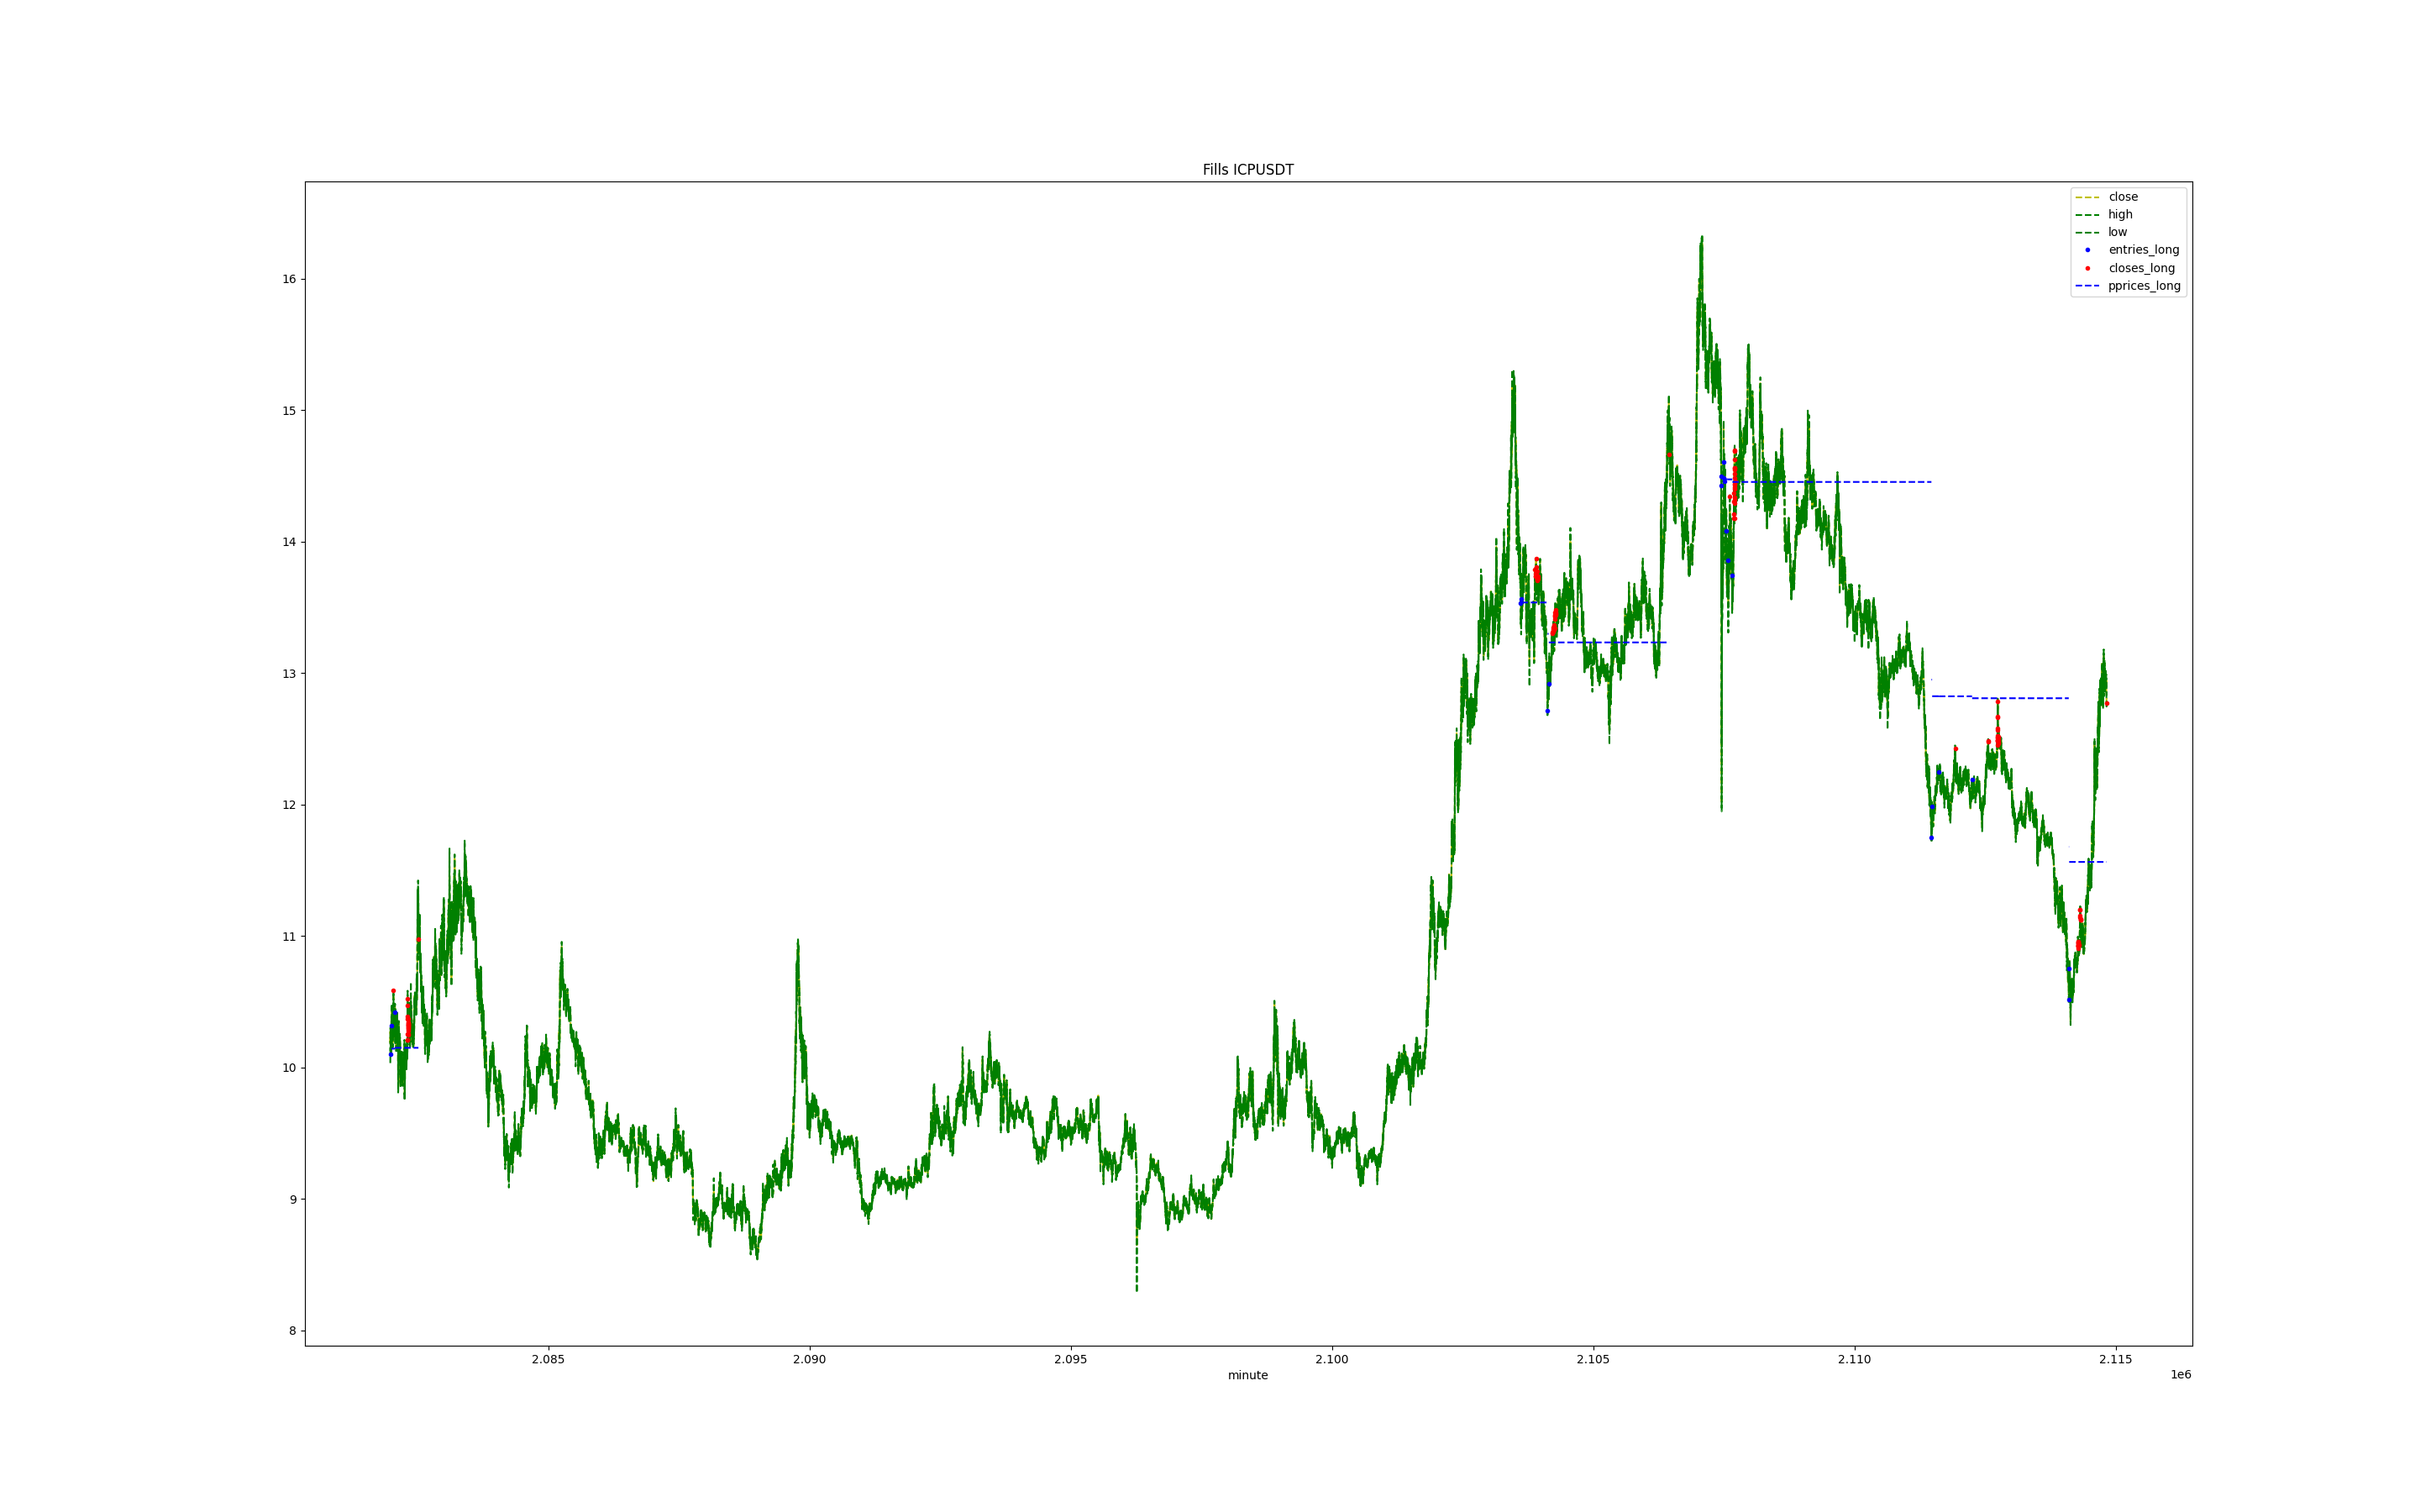 Fills ICPUSDT
close
high
low
entries_long
closes_long
pprices_long
16
15
14
13
12
11
10
9
8
2.085 2.090 2.095 2.100 2.105 2.110 2.115
minute 1e6